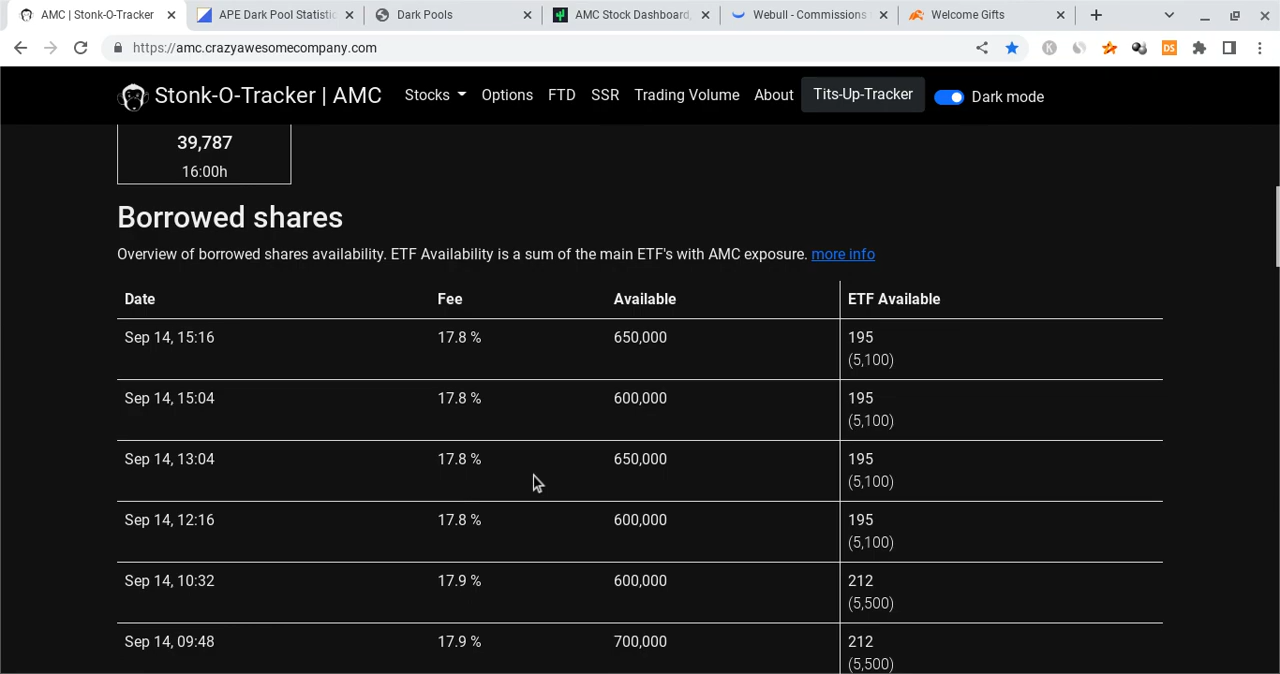 AMC | Stonk-O-Tracker
APE Dark Pool Statistic
Dark Pools
AMC Stock Dashboard,
Webull - Commissions
Welcome Gifts
https://amc.crazyawesomecompany.com
K
DS
Stonk-O-Tracker | AMC
Stocks
Options
FTD
SSR
Trading Volume
About
Tits-Up-Tracker
Dark mode
39,787
16:00h
Borrowed shares
Overview of borrowed shares availability. ETF Availability is a sum of the main ETF's with AMC exposure. more info
Date Fee Available ETF Available
Sep 14, 15:16 17.8 % 650,000 195
(5,100)
Sep 14, 15:04 17.8 % 600,000 195
(5,100)
Sep 14, 13:04 17.8 % 650,000 195
(5,100)
Sep 14, 12:16 17.8 % 600,000 195
(5,100)
Sep 14, 10:32 17.9 % 600,000 212
(5,500)
Sep 14, 09:48 17.9 % 700,000 212
(5,500)